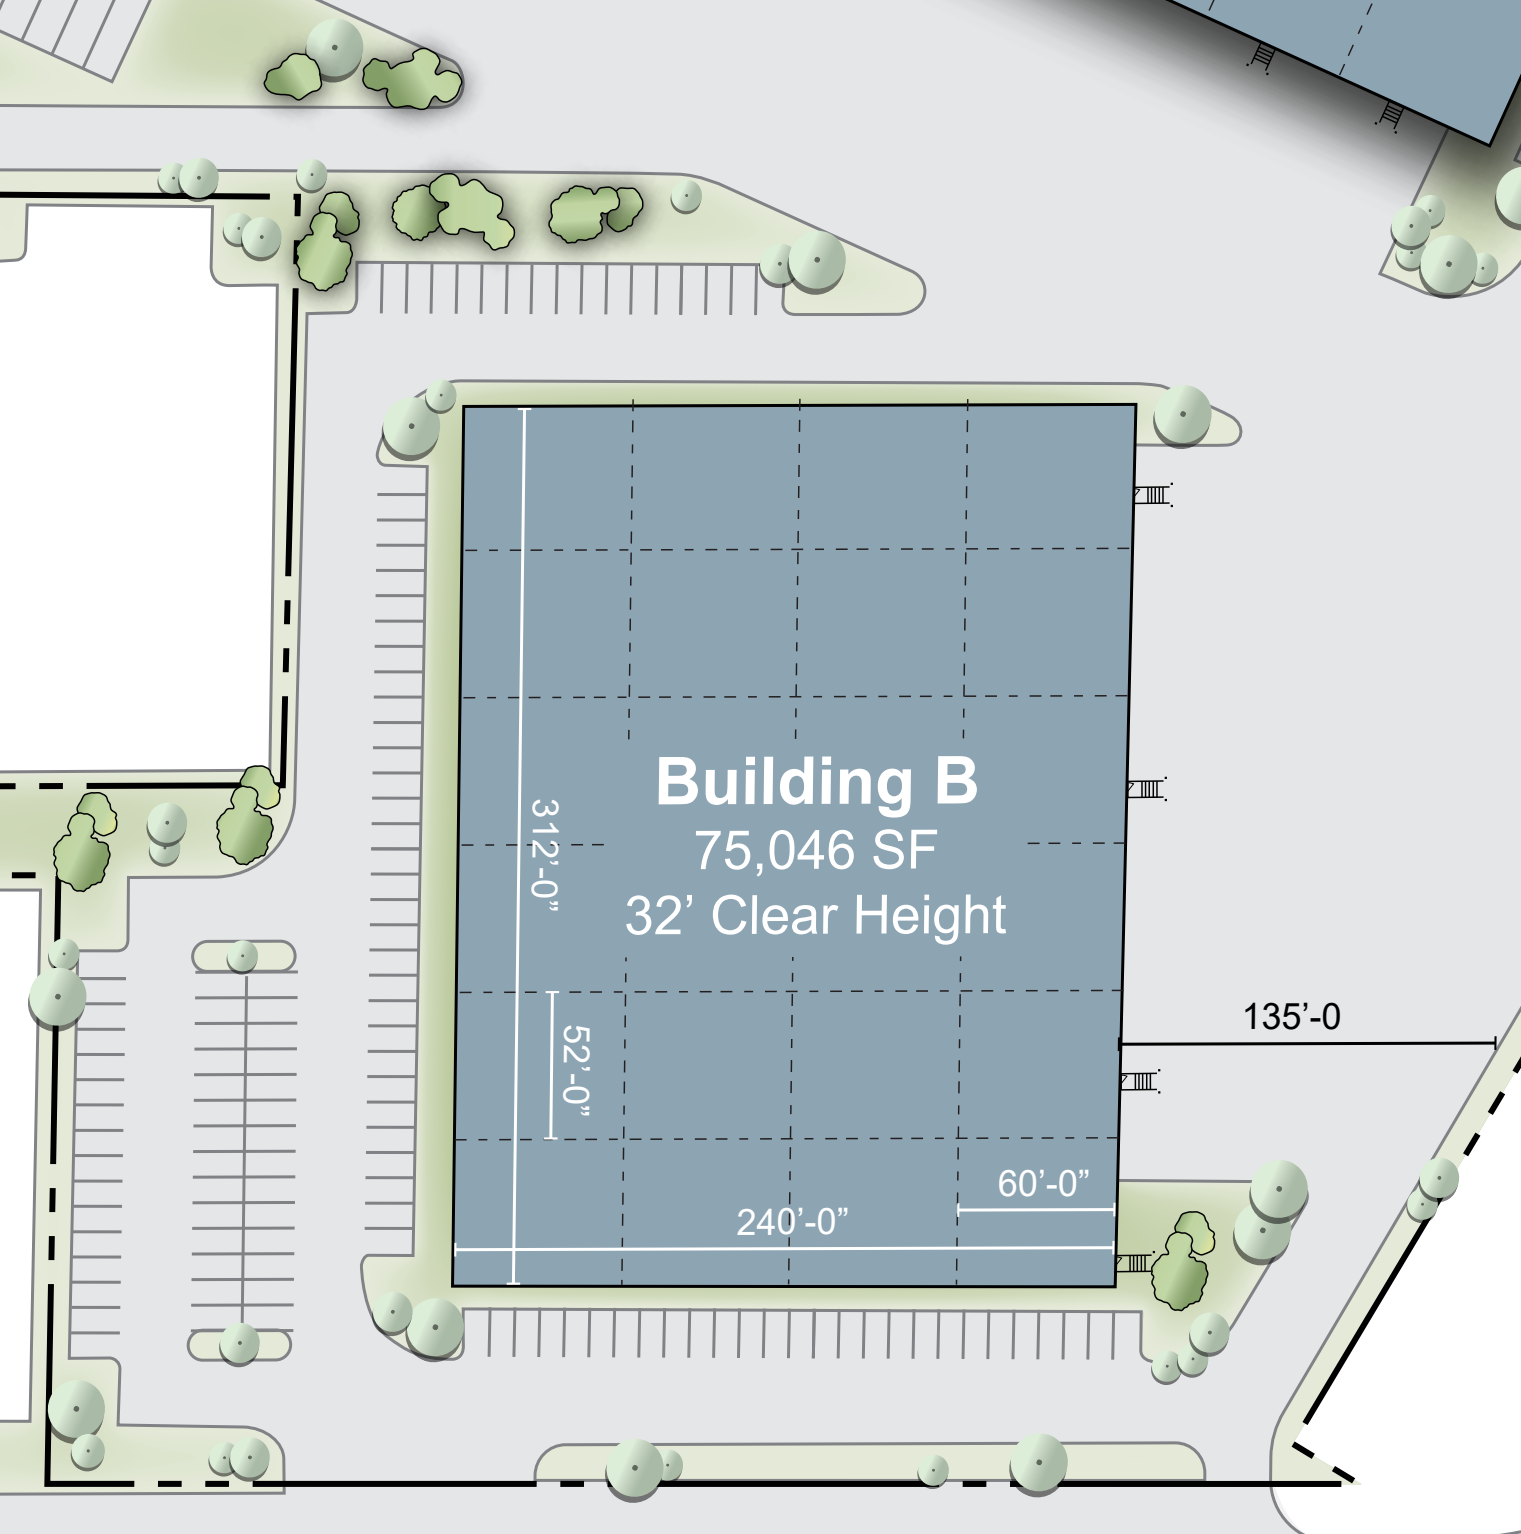 Building B
75,046 SF
32’ Clear Height
312’-0”
135’-0
52’-0”
60’-0”
240’-0”